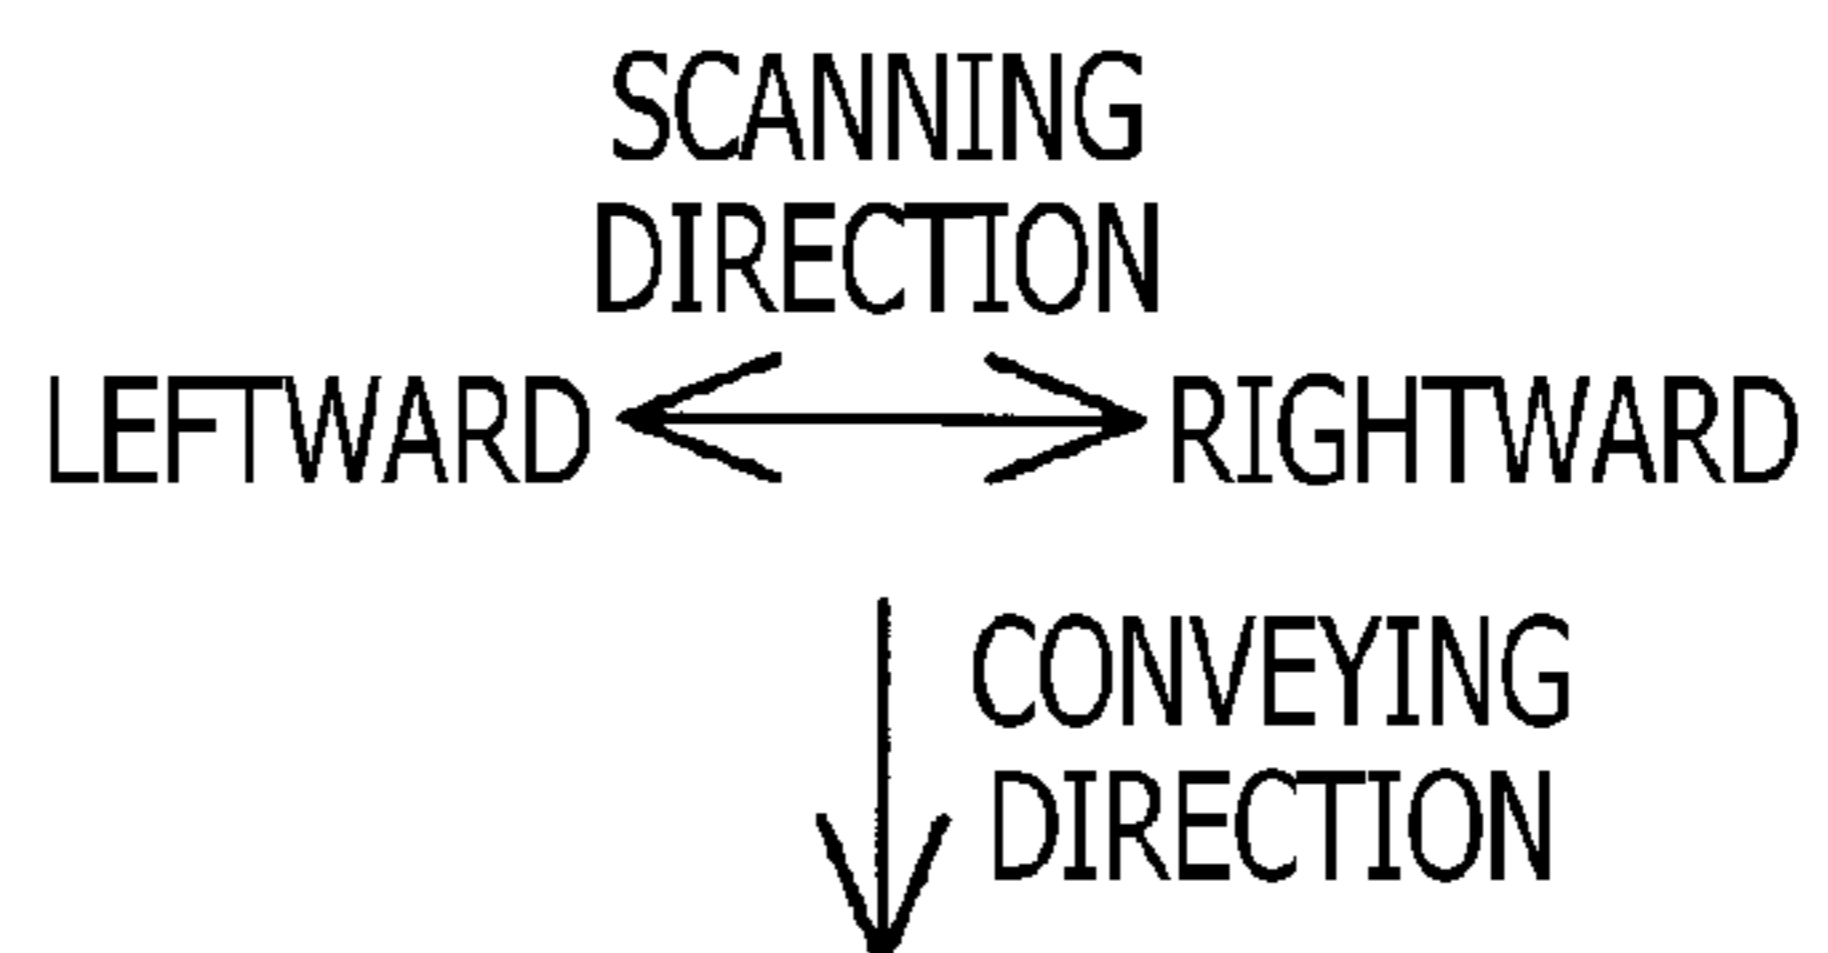 SCANNING
DIRECTION
LEFTWARD RIGHTWARD
CONVEYING
DIRECTION